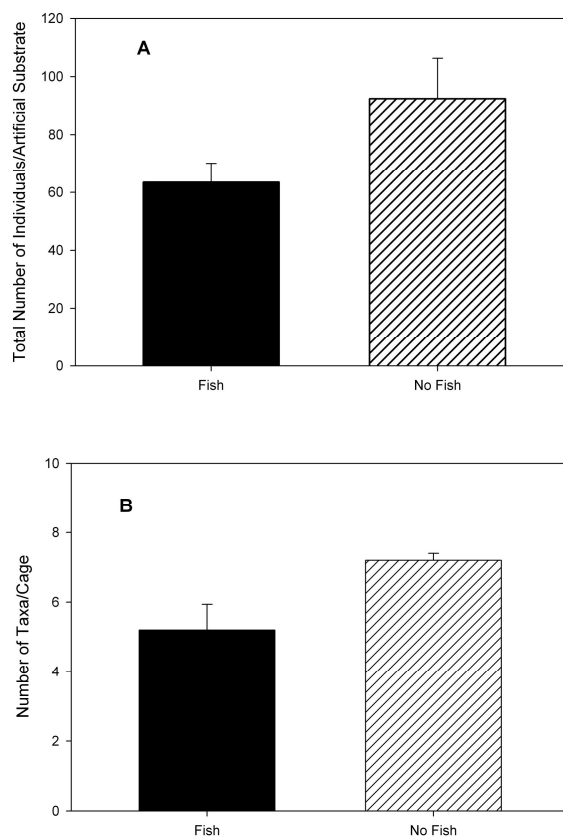 A
Total Number of Individuals/Artificial Substrate
120
100
80
60
40
20
0
Fish
No Fish
B
Number of Taxa/Cage
10
8
6
4
2
0
Fish
No Fish